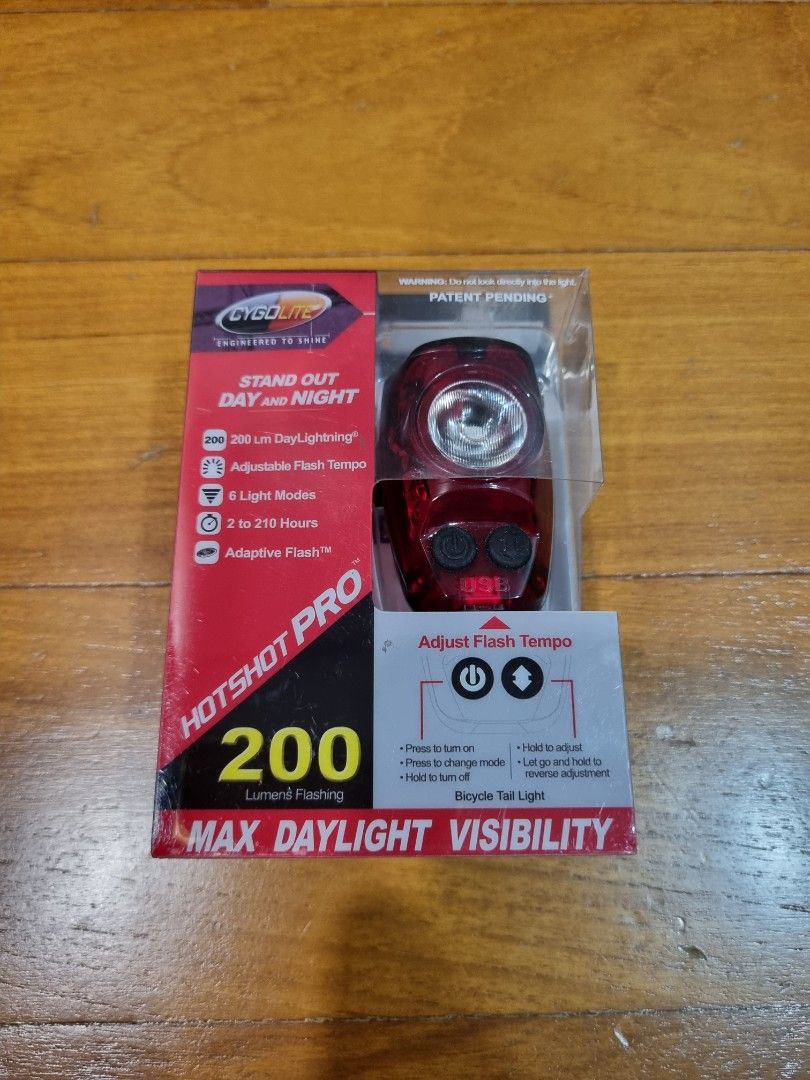 CYGOLITE
ENGINEERED TO SHINE
STAND OUT
DAY AND NIGHT
200 200 LM DayLightning®
Adjustable Flash Tempo
6 Light Modes
2 to 210 Hours
Adaptive Flash™
HOTSHOT PRO™
200
Lumens Flashing
WARNING: Do not look directly into the light.
PATENT PENDING
USB
Adjust Flash Tempo
• Press to turn on
• Press to change mode
• Hold to turn off
• Hold to adjust
• Let go and hold to
reverse adjustment
Bicycle Tail Light
MAX DAYLIGHT VISIBILITY